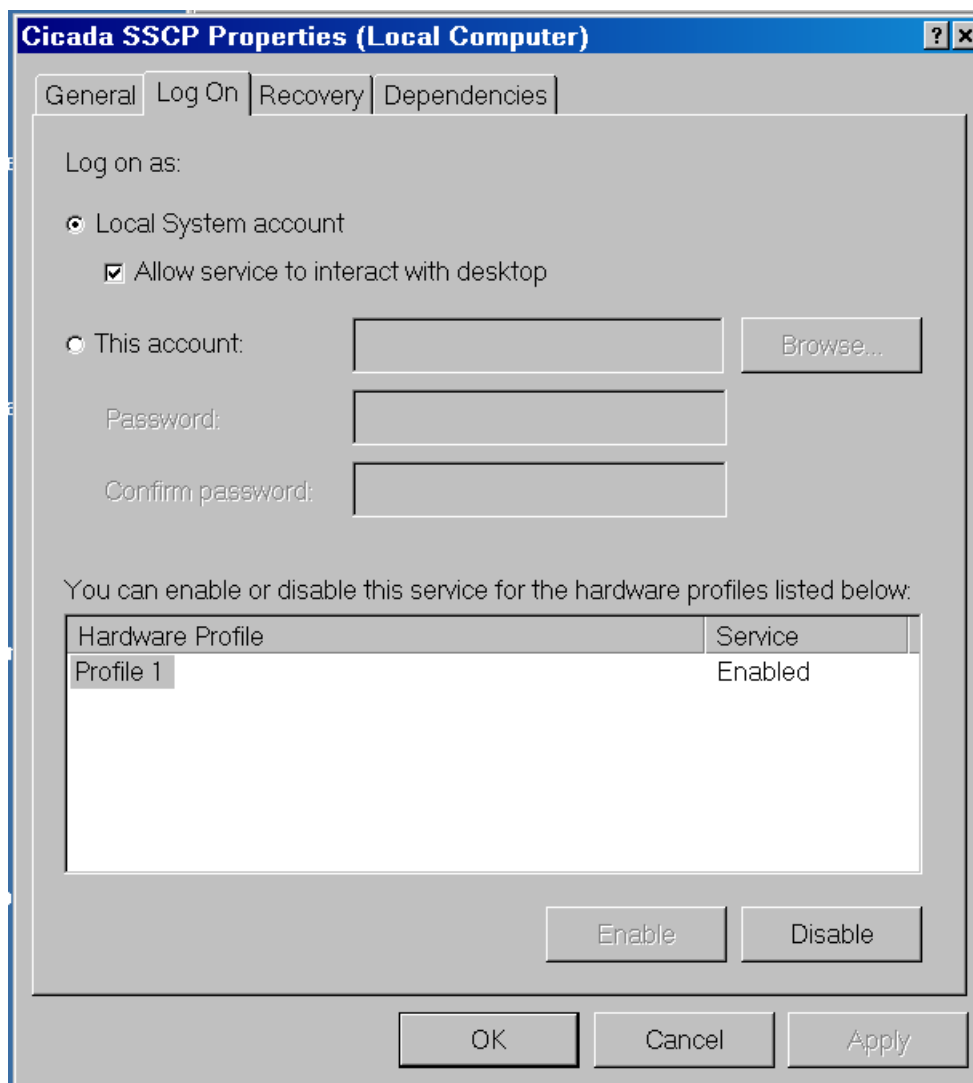 Cicada SSCP Properties (Local Computer)
General Log On Recovery Dependencies
Log on as:
Local System account
Allow service to interact with desktop
This account:
Browse...
Password:
Confirm password:
You can enable or disable this service for the hardware profiles listed below:
Hardware Profile Service
Profile 1 Enabled
Enable Disable
OK Cancel Apply